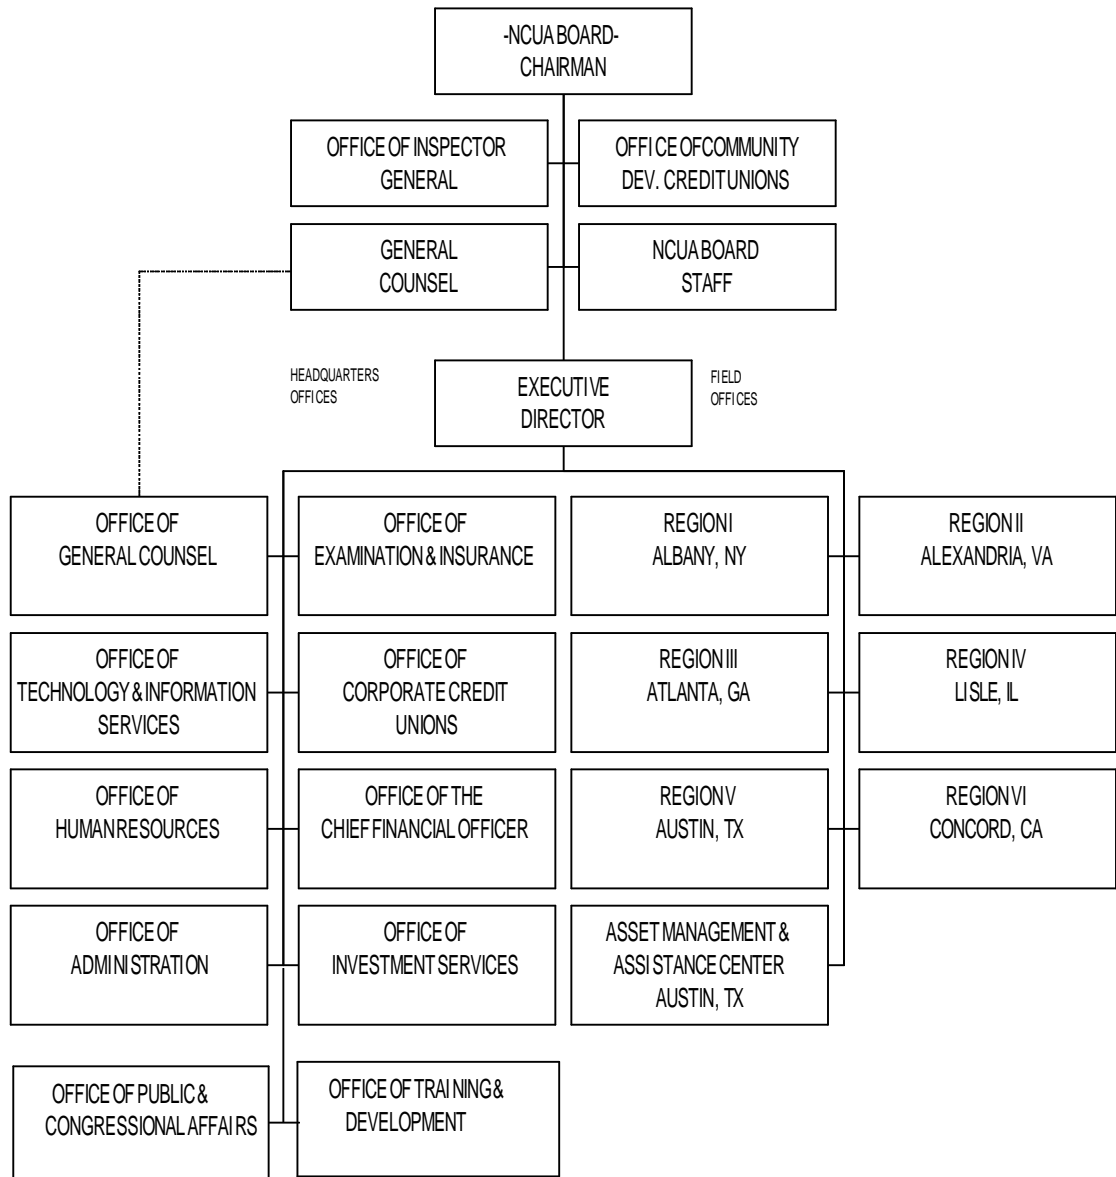 -NCUA BOARD-
CHAIRMAN
OFFICE OF INSPECTOR
GENERAL
OFFICE OF COMMUNITY
DEV. CREDIT UNIONS
GENERAL
COUNSEL
NCUA BOARD
STAFF
HEADQUARTERS
OFFICES
EXECUTIVE
DIRECTOR
FIELD
OFFICES
OFFICE OF
GENERAL COUNSEL
OFFICE OF
EXAMINATION & INSURANCE
REGION I
ALBANY, NY
REGION II
ALEXANDRIA, VA
OFFICE OF
TECHNOLOGY & INFORMATION
SERVICES
OFFICE OF
CORPORATE CREDIT
UNIONS
REGION III
ATLANTA, GA
REGION IV
LISLE, IL
OFFICE OF
HUMAN RESOURCES
OFFICE OF THE
CHIEF FINANCIAL OFFICER
REGION V
AUSTIN, TX
REGION VI
CONCORD, CA
OFFICE OF
ADMINISTRATION
OFFICE OF
INVESTMENT SERVICES
ASSET MANAGEMENT &
ASSISTANCE CENTER
AUSTIN, TX
OFFICE OF PUBLIC &
CONGRESSIONAL AFFAIRS
OFFICE OF TRAINING &
DEVELOPMENT